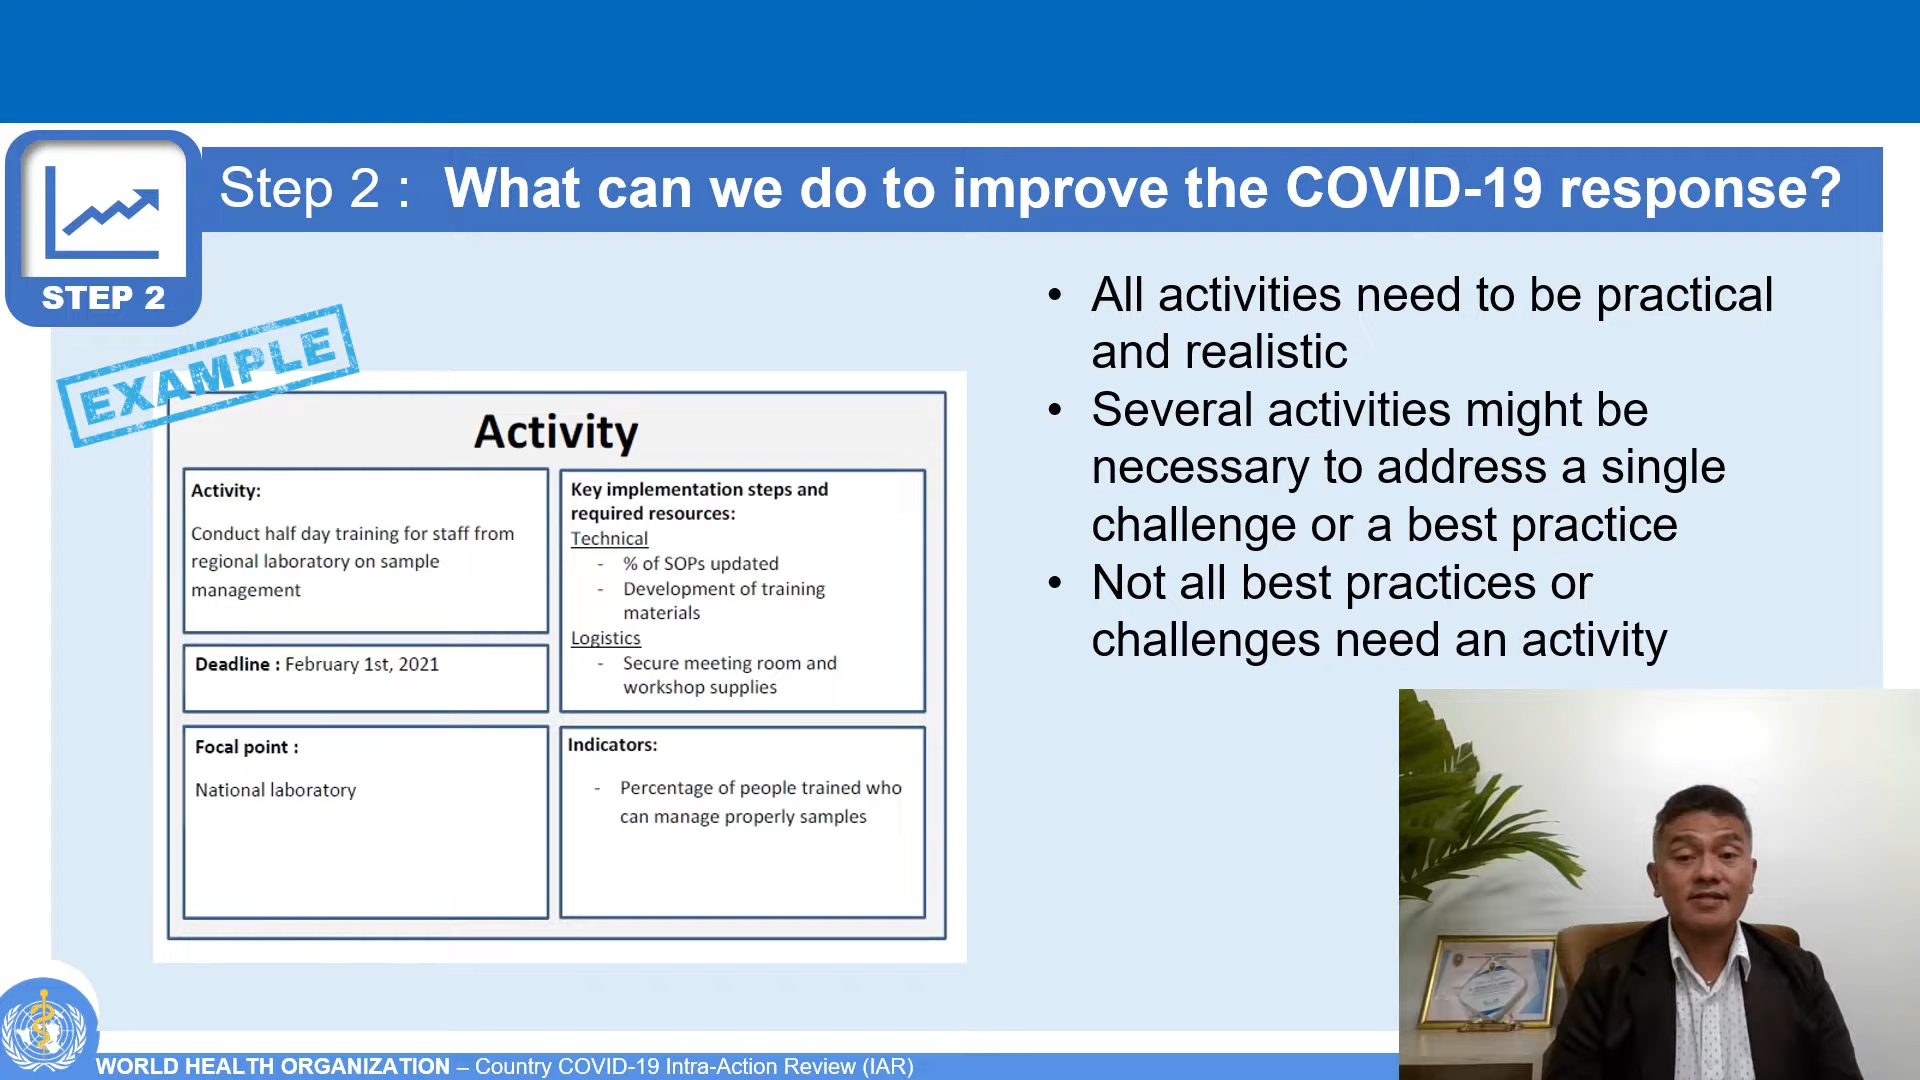 Step 2 : What can we do to improve the COVID-19 response?
STEP 2
EXAMPLE
Activity
Activity:
Conduct half day training for staff from
regional laboratory on sample
management
Deadline : February 1st, 2021
Focal point :
National laboratory
Key implementation steps and
required resources:
Technical
- % of SOPs updated
- Development of training
materials
Logistics
- Secure meeting room and
workshop supplies
Indicators:
- Percentage of people trained who
can manage properly samples
• All activities need to be practical
and realistic
• Several activities might be
necessary to address a single
challenge or a best practice
• Not all best practices or
challenges need an activity
WORLD HEALTH ORGANIZATION – Country COVID-19 Intra-Action Review (IAR)